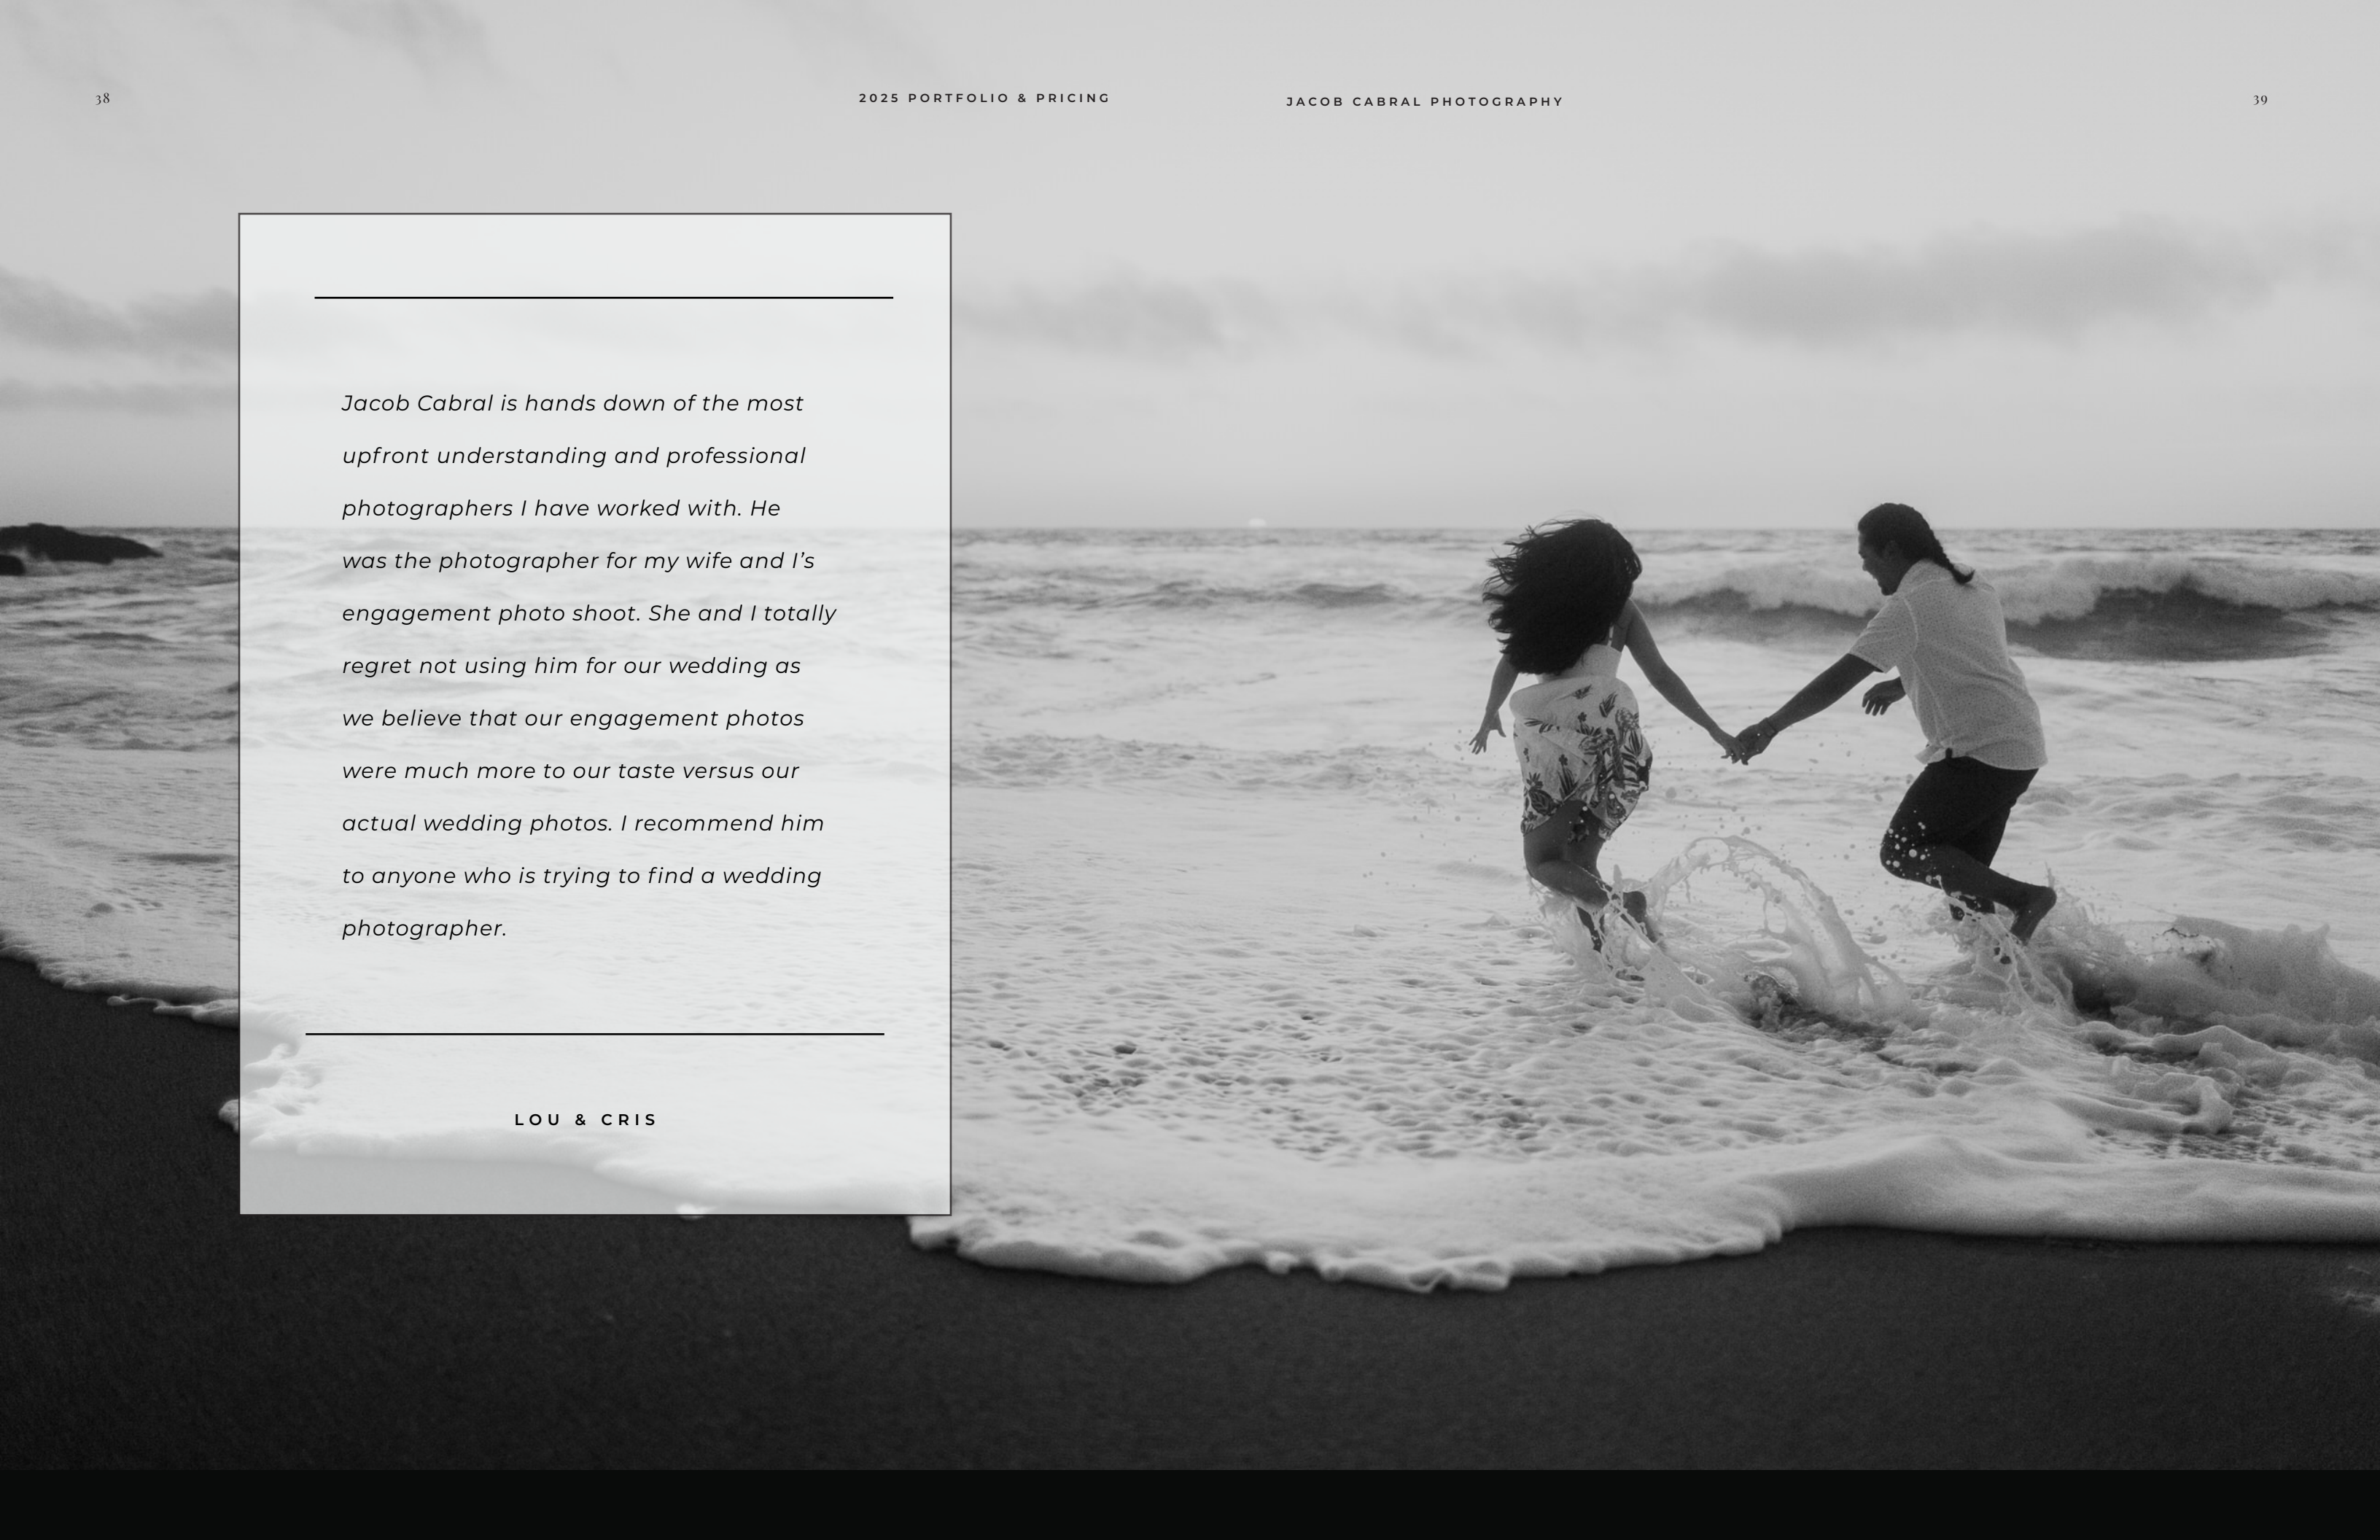 38
2025 PORTFOLIO & PRICING
JACOB CABRAL PHOTOGRAPHY
39
Jacob Cabral is hands down of the most
upfront understanding and professional
photographers I have worked with. He
was the photographer for my wife and I’s
engagement photo shoot. She and I totally
regret not using him for our wedding as
we believe that our engagement photos
were much more to our taste versus our
actual wedding photos. I recommend him
to anyone who is trying to find a wedding
photographer.
LOU & CRIS